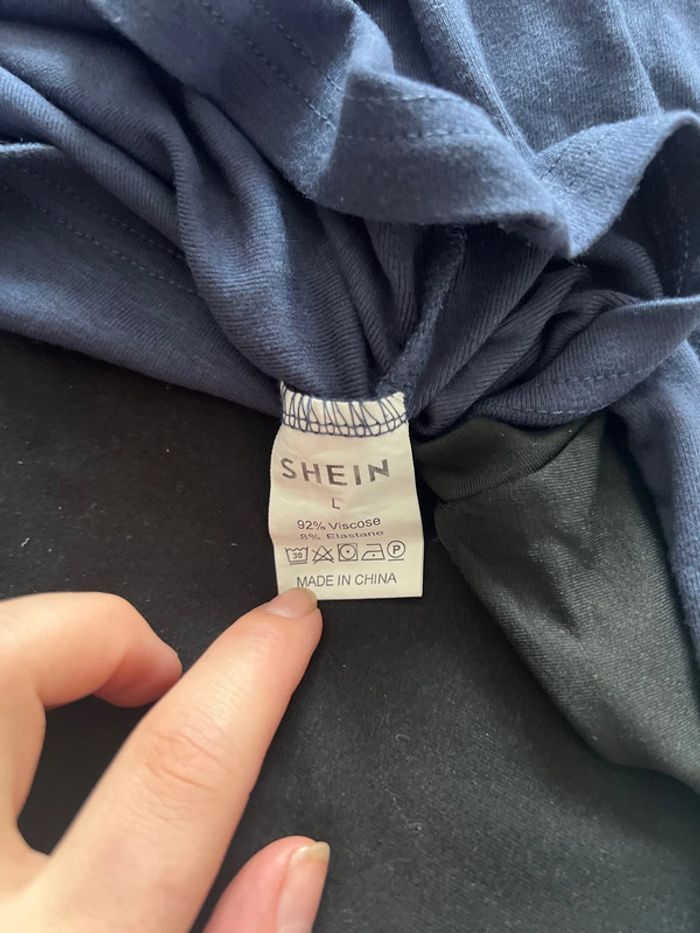 SHEIN
L
92% Viscose
8% Elastane
30 P
MADE IN CHINA